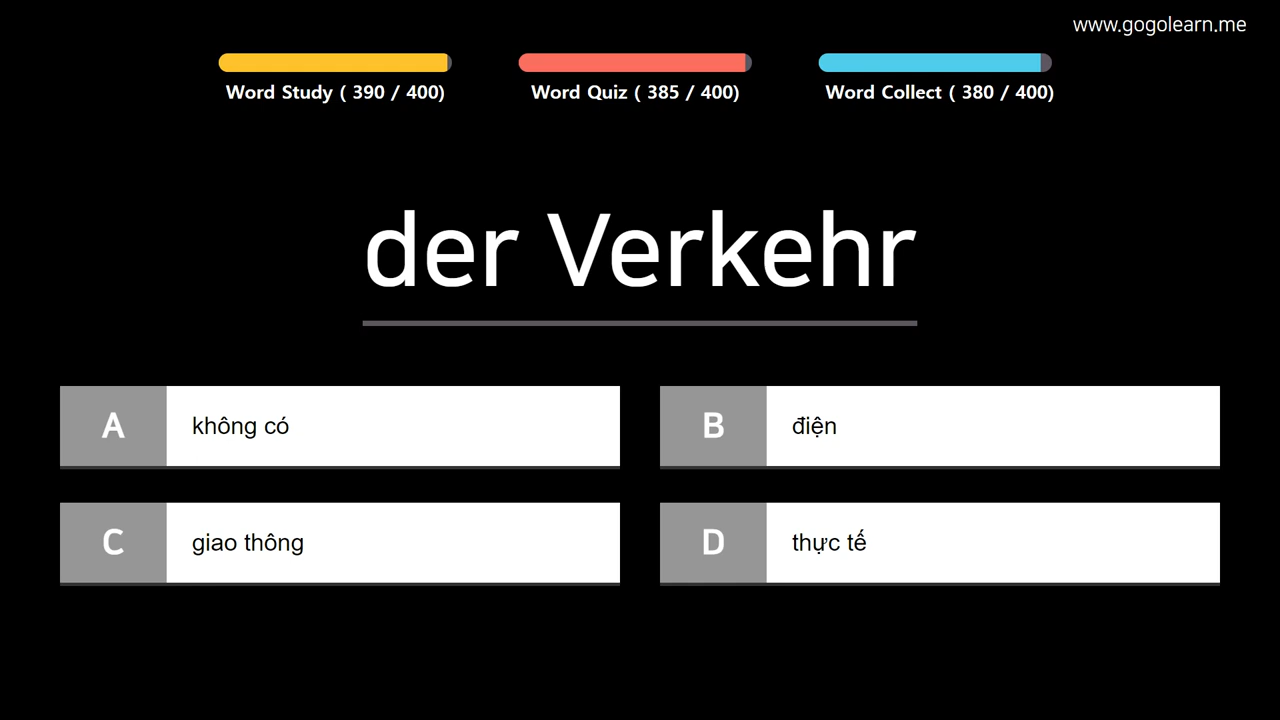 www.gogolearn.me
Word Study ( 390 / 400)
Word Quiz ( 385 / 400)
Word Collect ( 380 / 400)
der Verkehr
A
không có
B
điện
C
giao thông
D
thực tế